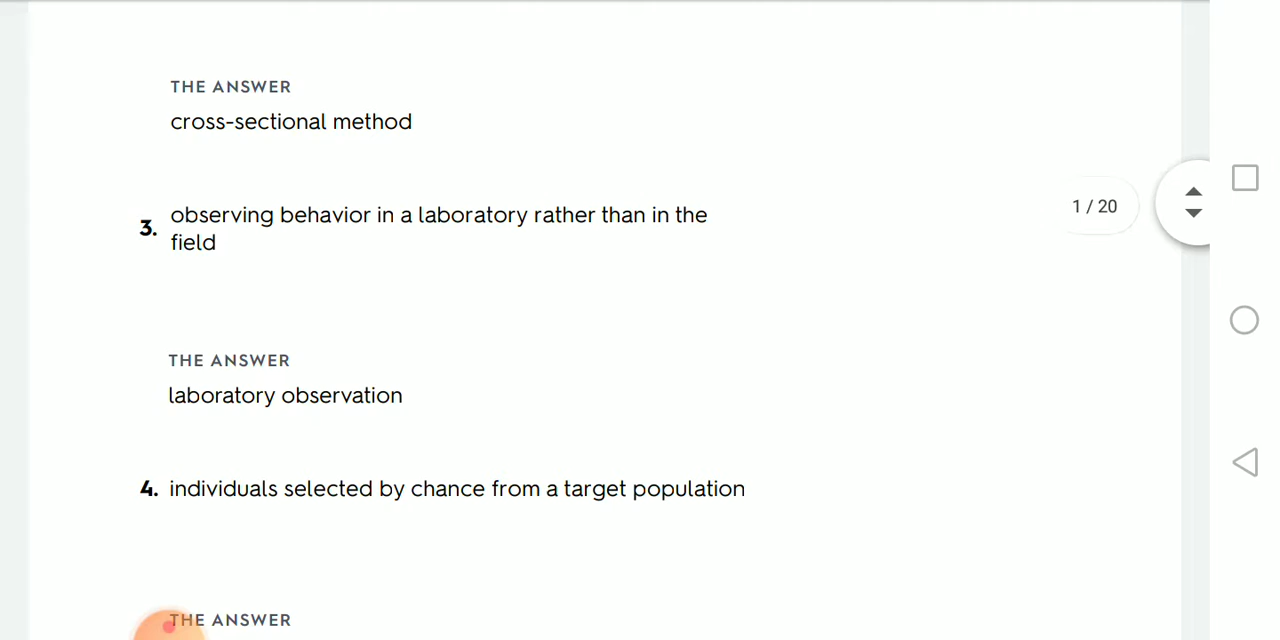 THE ANSWER
cross-sectional method
3. observing behavior in a laboratory rather than in the
field
1 / 20
THE ANSWER
laboratory observation
4. individuals selected by chance from a target population
THE ANSWER